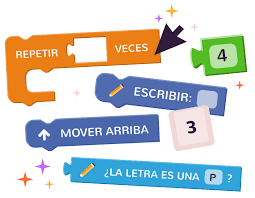 REPETIR VECES
4
ESCRIBIR:
3
MOVER ARRIBA
¿LA LETRA ES UNA P ?